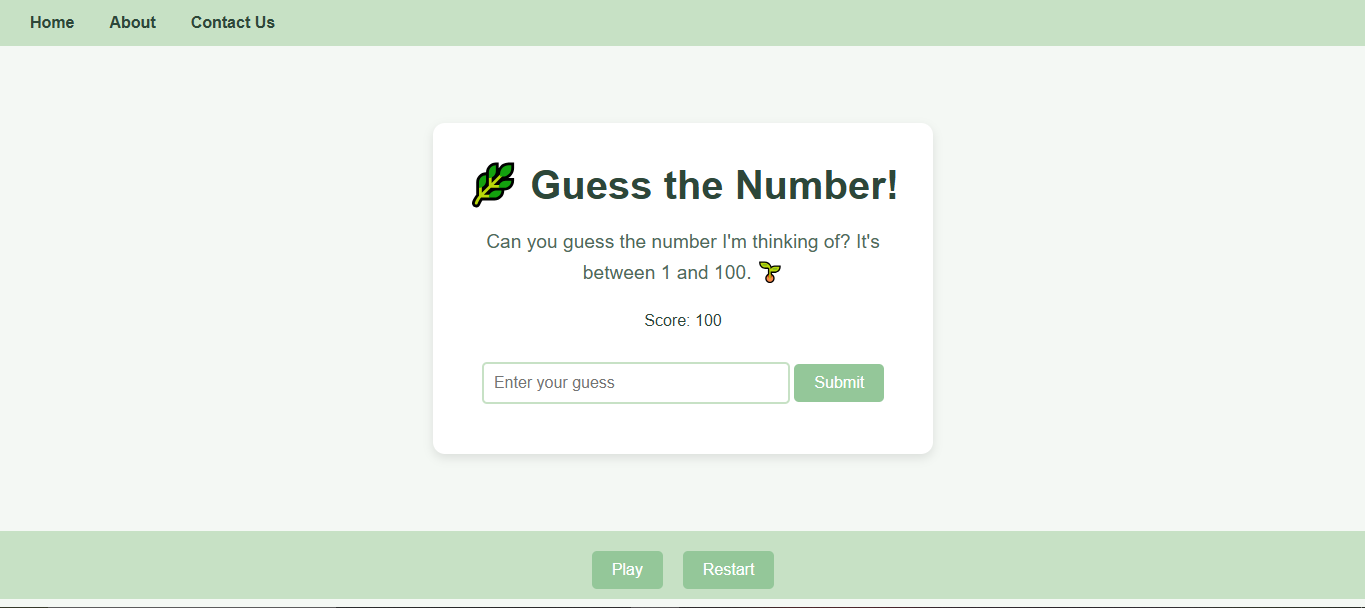 Home About Contact Us
Guess the Number!
Can you guess the number I'm thinking of? It's
between 1 and 100.
Score: 100
Enter your guess Submit
Play Restart